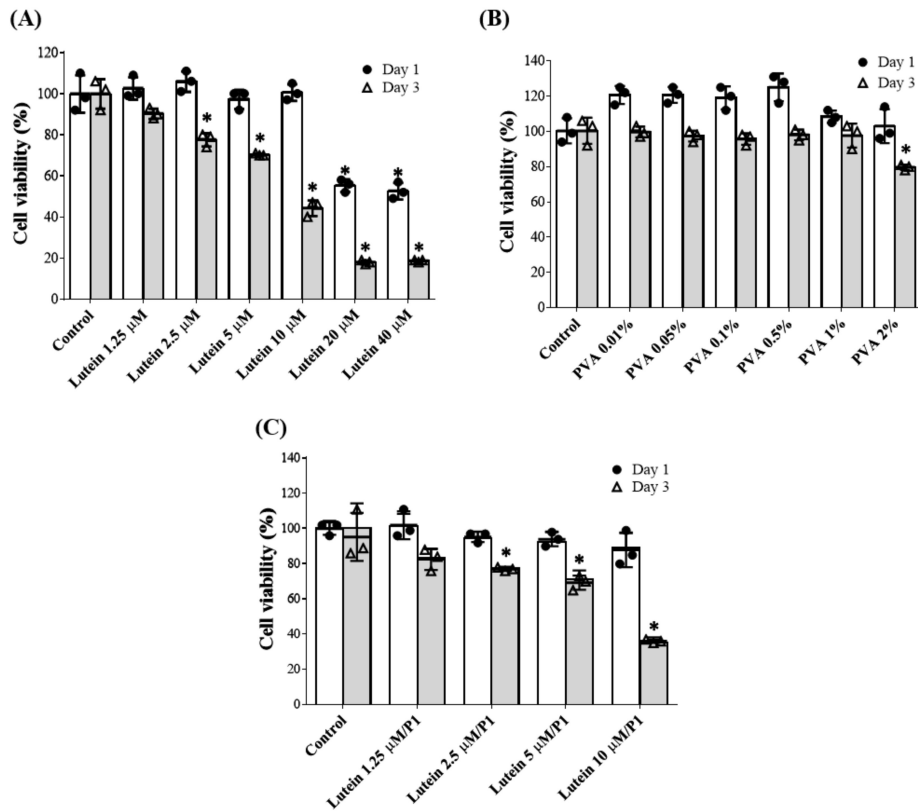 (A)
120
100
80
60
40
20
0
Cell viability (%)
Day 1
Day 3
*
*
*
*
*
*
*
Control
Lutein 1.25 μM
Lutein 2.5 μM
Lutein 5 μM
Lutein 10 μM
Lutein 20 μM
Lutein 40 μM
(B)
140
120
100
80
60
40
20
0
Cell viability (%)
Day 1
Day 3
*
Control
PVA 0.01%
PVA 0.05%
PVA 0.1%
PVA 0.5%
PVA 1%
PVA 2%
(C)
140
120
100
80
60
40
20
0
Cell viability (%)
Day 1
Day 3
*
*
*
Control
Lutein 1.25 μM/P1
Lutein 2.5 μM/P1
Lutein 5 μM/P1
Lutein 10 μM/P1